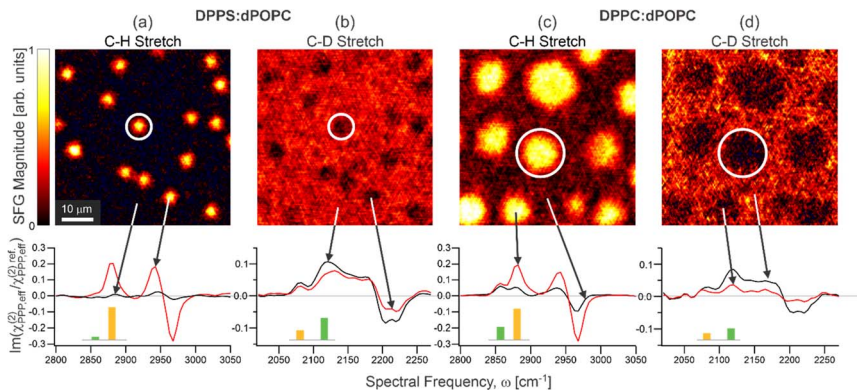 DPPS:dPOPC
DPPC:dPOPC
(a)
(b)
(c)
(d)
C-H Stretch
C-D Stretch
C-H Stretch
C-D Stretch
SFG Magnitude [arb. units]
1
0
10 μm
Im(χ(2)PPP,eff/χ(2)ref.PPP,eff)
0.3
0.2
0.1
0.0
-0.1
-0.2
-0.3
0.1
0.0
-0.1
0.3
0.2
0.1
0.0
-0.1
-0.2
-0.3
0.1
0.0
-0.1
2800 2850 2900 2950 3000 3050
2050 2100 2150 2200 2250
2800 2850 2900 2950 3000 3050
2050 2100 2150 2200 2250
Spectral Frequency, ω [cm⁻¹]